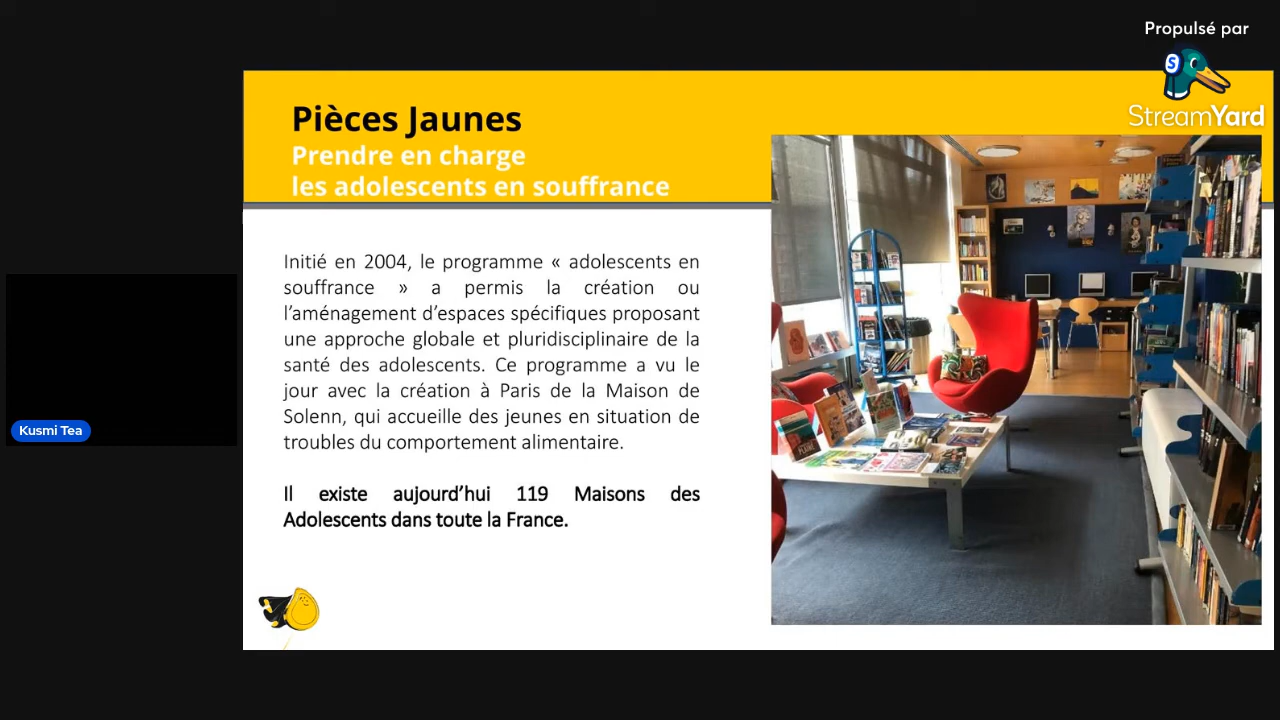 Propulsé par
StreamYard
Pièces Jaunes
Prendre en charge
les adolescents en souffrance
Initié en 2004, le programme « adolescents en
souffrance » a permis la création ou
l’aménagement d’espaces spécifiques proposant
une approche globale et pluridisciplinaire de la
santé des adolescents. Ce programme a vu le
jour avec la création à Paris de la Maison de
Solenn, qui accueille des jeunes en situation de
troubles du comportement alimentaire.
Il existe aujourd’hui 119 Maisons des
Adolescents dans toute la France.
Kusmi Tea